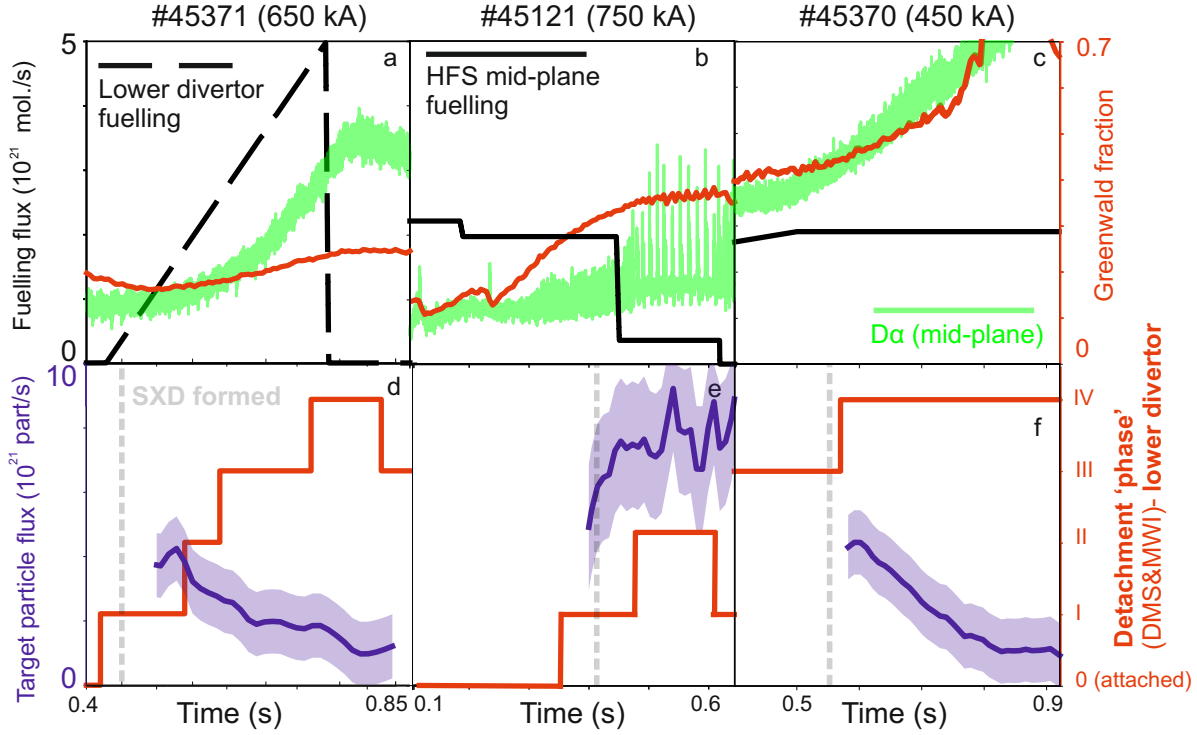 #45371 (650 kA)
#45121 (750 kA)
#45370 (450 kA)
5
Fuelling flux (10²¹ mol./s)
0
Lower divertor
fuelling
a
HFS mid-plane
fuelling
b
c
Dα (mid-plane)
0.7
Greenwald fraction
0
10
Target particle flux (10²¹ part/s)
0
SXD formed
d
e
f
IV
III
II
I
0 (attached)
Detachment ‘phase’
(DMS&MWI)- lower divertor
0.4
0.85
0.1
0.6
0.5
0.9
Time (s)
Time (s)
Time (s)